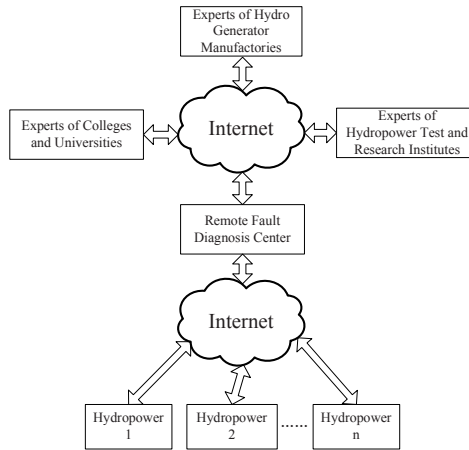 Experts of Hydro
Generator
Manufactories
Experts of Colleges
and Universities
Internet
Experts of
Hydropower Test and
Research Institutes
Remote Fault
Diagnosis Center
Internet
Hydropower
1
Hydropower
2
......
Hydropower
n